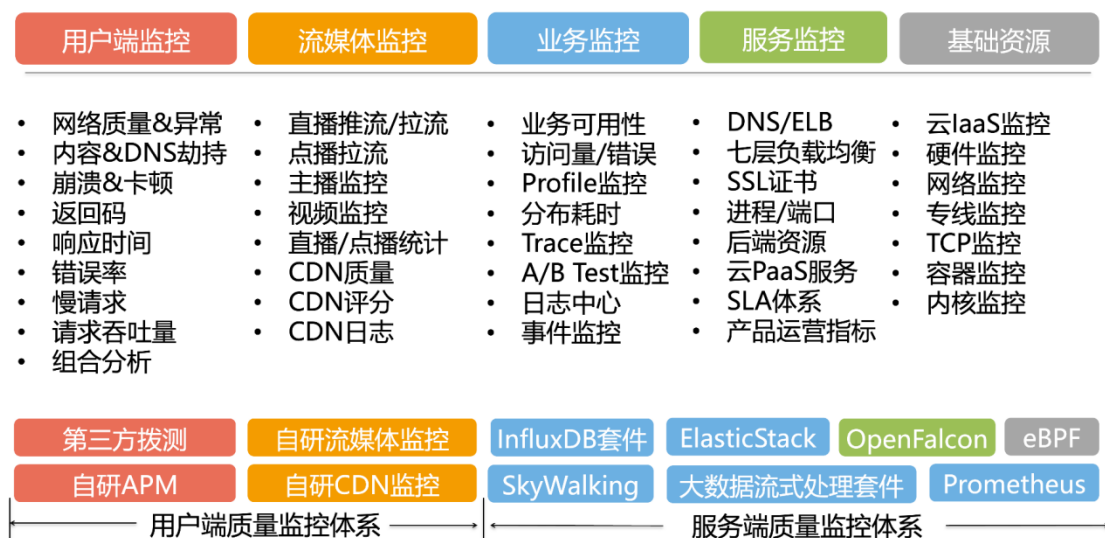 用户端监控
流媒体监控
业务监控
服务监控
基础资源
• 网络质量&异常
• 内容&DNS劫持
• 崩溃&卡顿
• 返回码
• 响应时间
• 错误率
• 慢请求
• 请求吞吐量
• 组合分析
• 直播推流/拉流
• 点播拉流
• 主播监控
• 视频监控
• 直播/点播统计
• CDN质量
• CDN评分
• CDN日志
• 业务可用性
• 访问量/错误
• Profile监控
• 分布耗时
• Trace监控
• A/B Test监控
• 日志中心
• 事件监控
• DNS/ELB
• 七层负载均衡
• SSL证书
• 进程/端口
• 后端资源
• 云PaaS服务
• SLA体系
• 产品运营指标
• 云IaaS监控
• 硬件监控
• 网络监控
• 专线监控
• TCP监控
• 容器监控
• 内核监控
第三方拨测
自研流媒体监控
InfluxDB套件
ElasticStack
OpenFalcon
eBPF
自研APM
自研CDN监控
SkyWalking
大数据流式处理套件
Prometheus
用户端质量监控体系
服务端质量监控体系